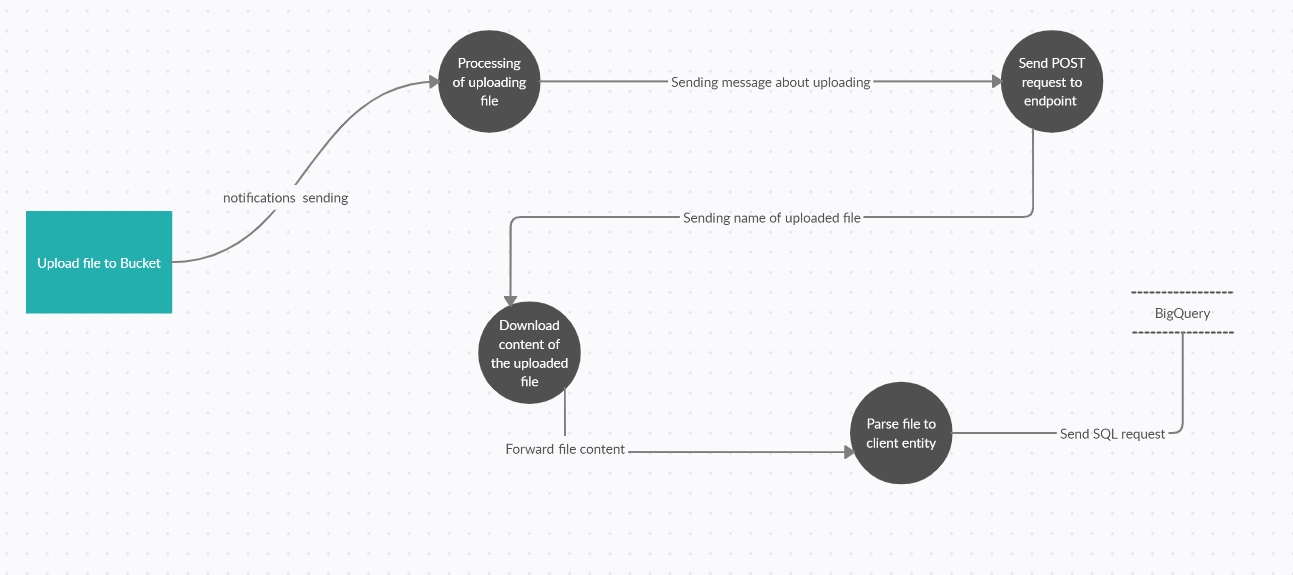 Processing
of uploading
file
Sending message about uploading
Send POST
request to
endpoint
notifications  sending
Sending name of uploaded file
Upload file to Bucket
BigQuery
Download
content of
the uploaded
file
Parse file to
client entity
Send SQL request
Forward file content